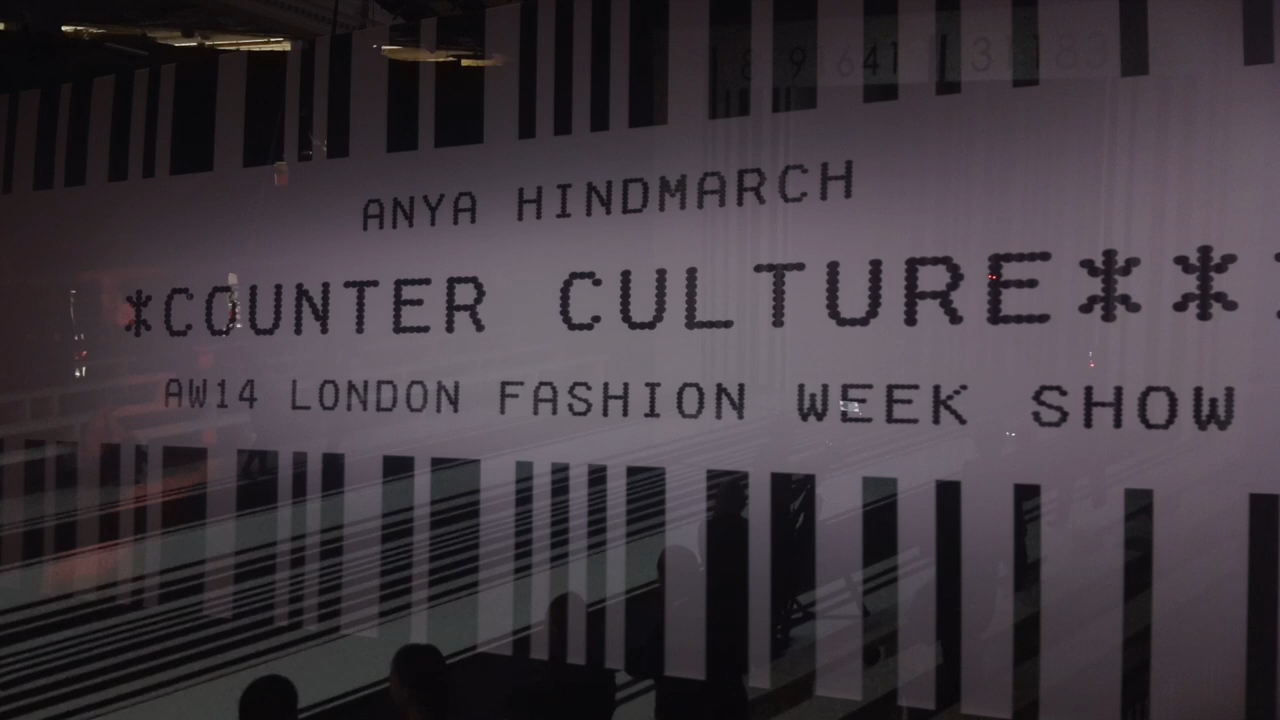 ANYA HINDMARCH
*COUNTER CULTURE**
AW14 LONDON FASHION WEEK SHOW